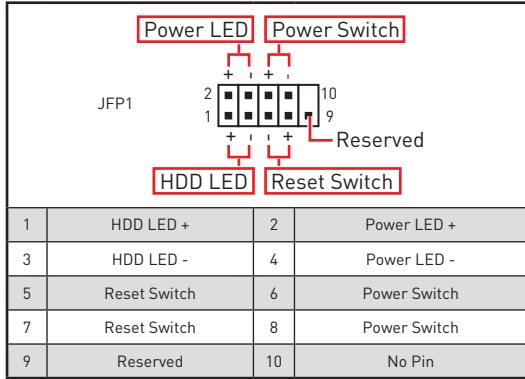 Power LED Power Switch
+ - + -
JFP1
2 10
1 9
+ - - +
Reserved
HDD LED Reset Switch
1 HDD LED + 2 Power LED +
3 HDD LED - 4 Power LED -
5 Reset Switch 6 Power Switch
7 Reset Switch 8 Power Switch
9 Reserved 10 No Pin